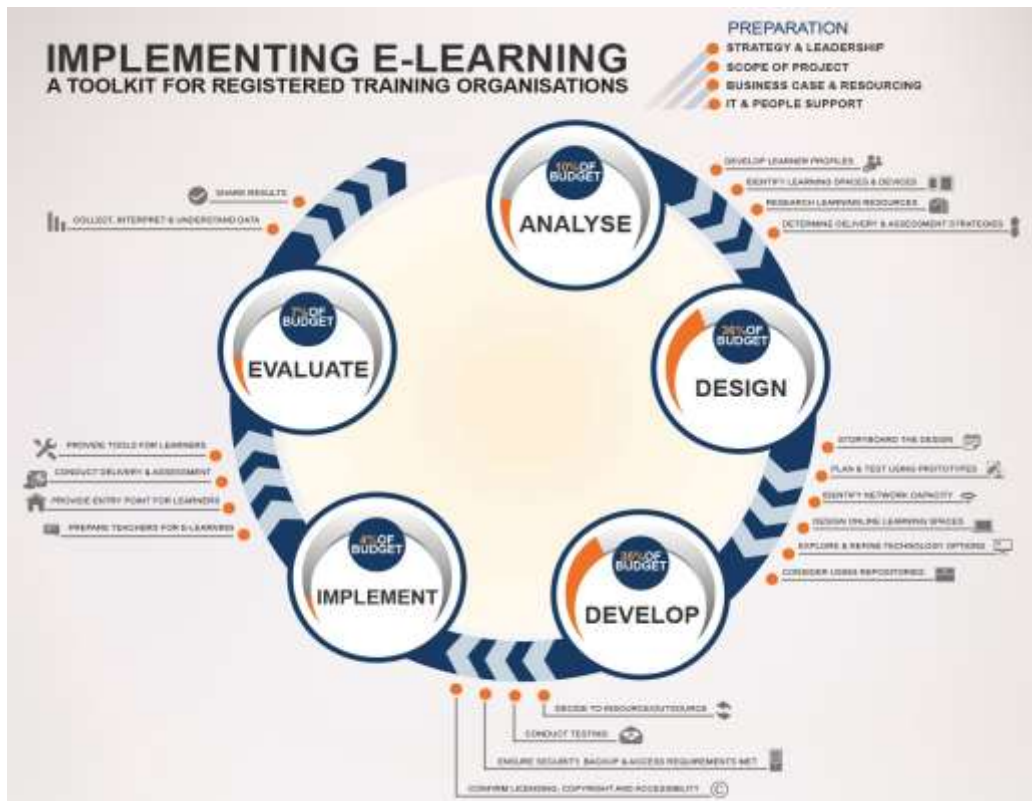 IMPLEMENTING E-LEARNING
A TOOLKIT FOR REGISTERED TRAINING ORGANISATIONS
PREPARATION
STRATEGY & LEADERSHIP
SCOPE OF PROJECT
BUSINESS CASE & RESOURCING
IT & PEOPLE SUPPORT
10% OF
BUDGET
ANALYSE
DEVELOP LEARNER PROFILES
IDENTIFY LEARNING SPACES & DEVICES
RESEARCH LEARNING RESOURCES
DETERMINE DELIVERY & ASSESSMENT STRATEGIES
OF
BUDGET
DESIGN
STORYBOARD THE DESIGN
PLAN & TEST USING PROTOTYPES
IDENTIFY NETWORK CAPACITY
DESIGN ONLINE LEARNING SPACES
EXPLORE & REFINE TECHNOLOGY OPTIONS
CONSIDER USING REPOSITORIES
OF
BUDGET
DEVELOP
DECIDE TO
CONDUCT TESTING
ENSURE SECURITY, BACKUP & ACCESS REQUIREMENTS MET
CONFIRM LICENSING, COPYRIGHT AND ACCESSIBILITY
4% OF
BUDGET
IMPLEMENT
PROVIDE TOOLS FOR LEARNERS
CONDUCT DELIVERY & ASSESSMENT
PROVIDE ENTRY POINT FOR LEARNERS
PREPARE TEACHERS FOR E-LEARNING
7% OF
BUDGET
EVALUATE
SHARE RESULTS
COLLECT, INTERPRET & UNDERSTAND DATA